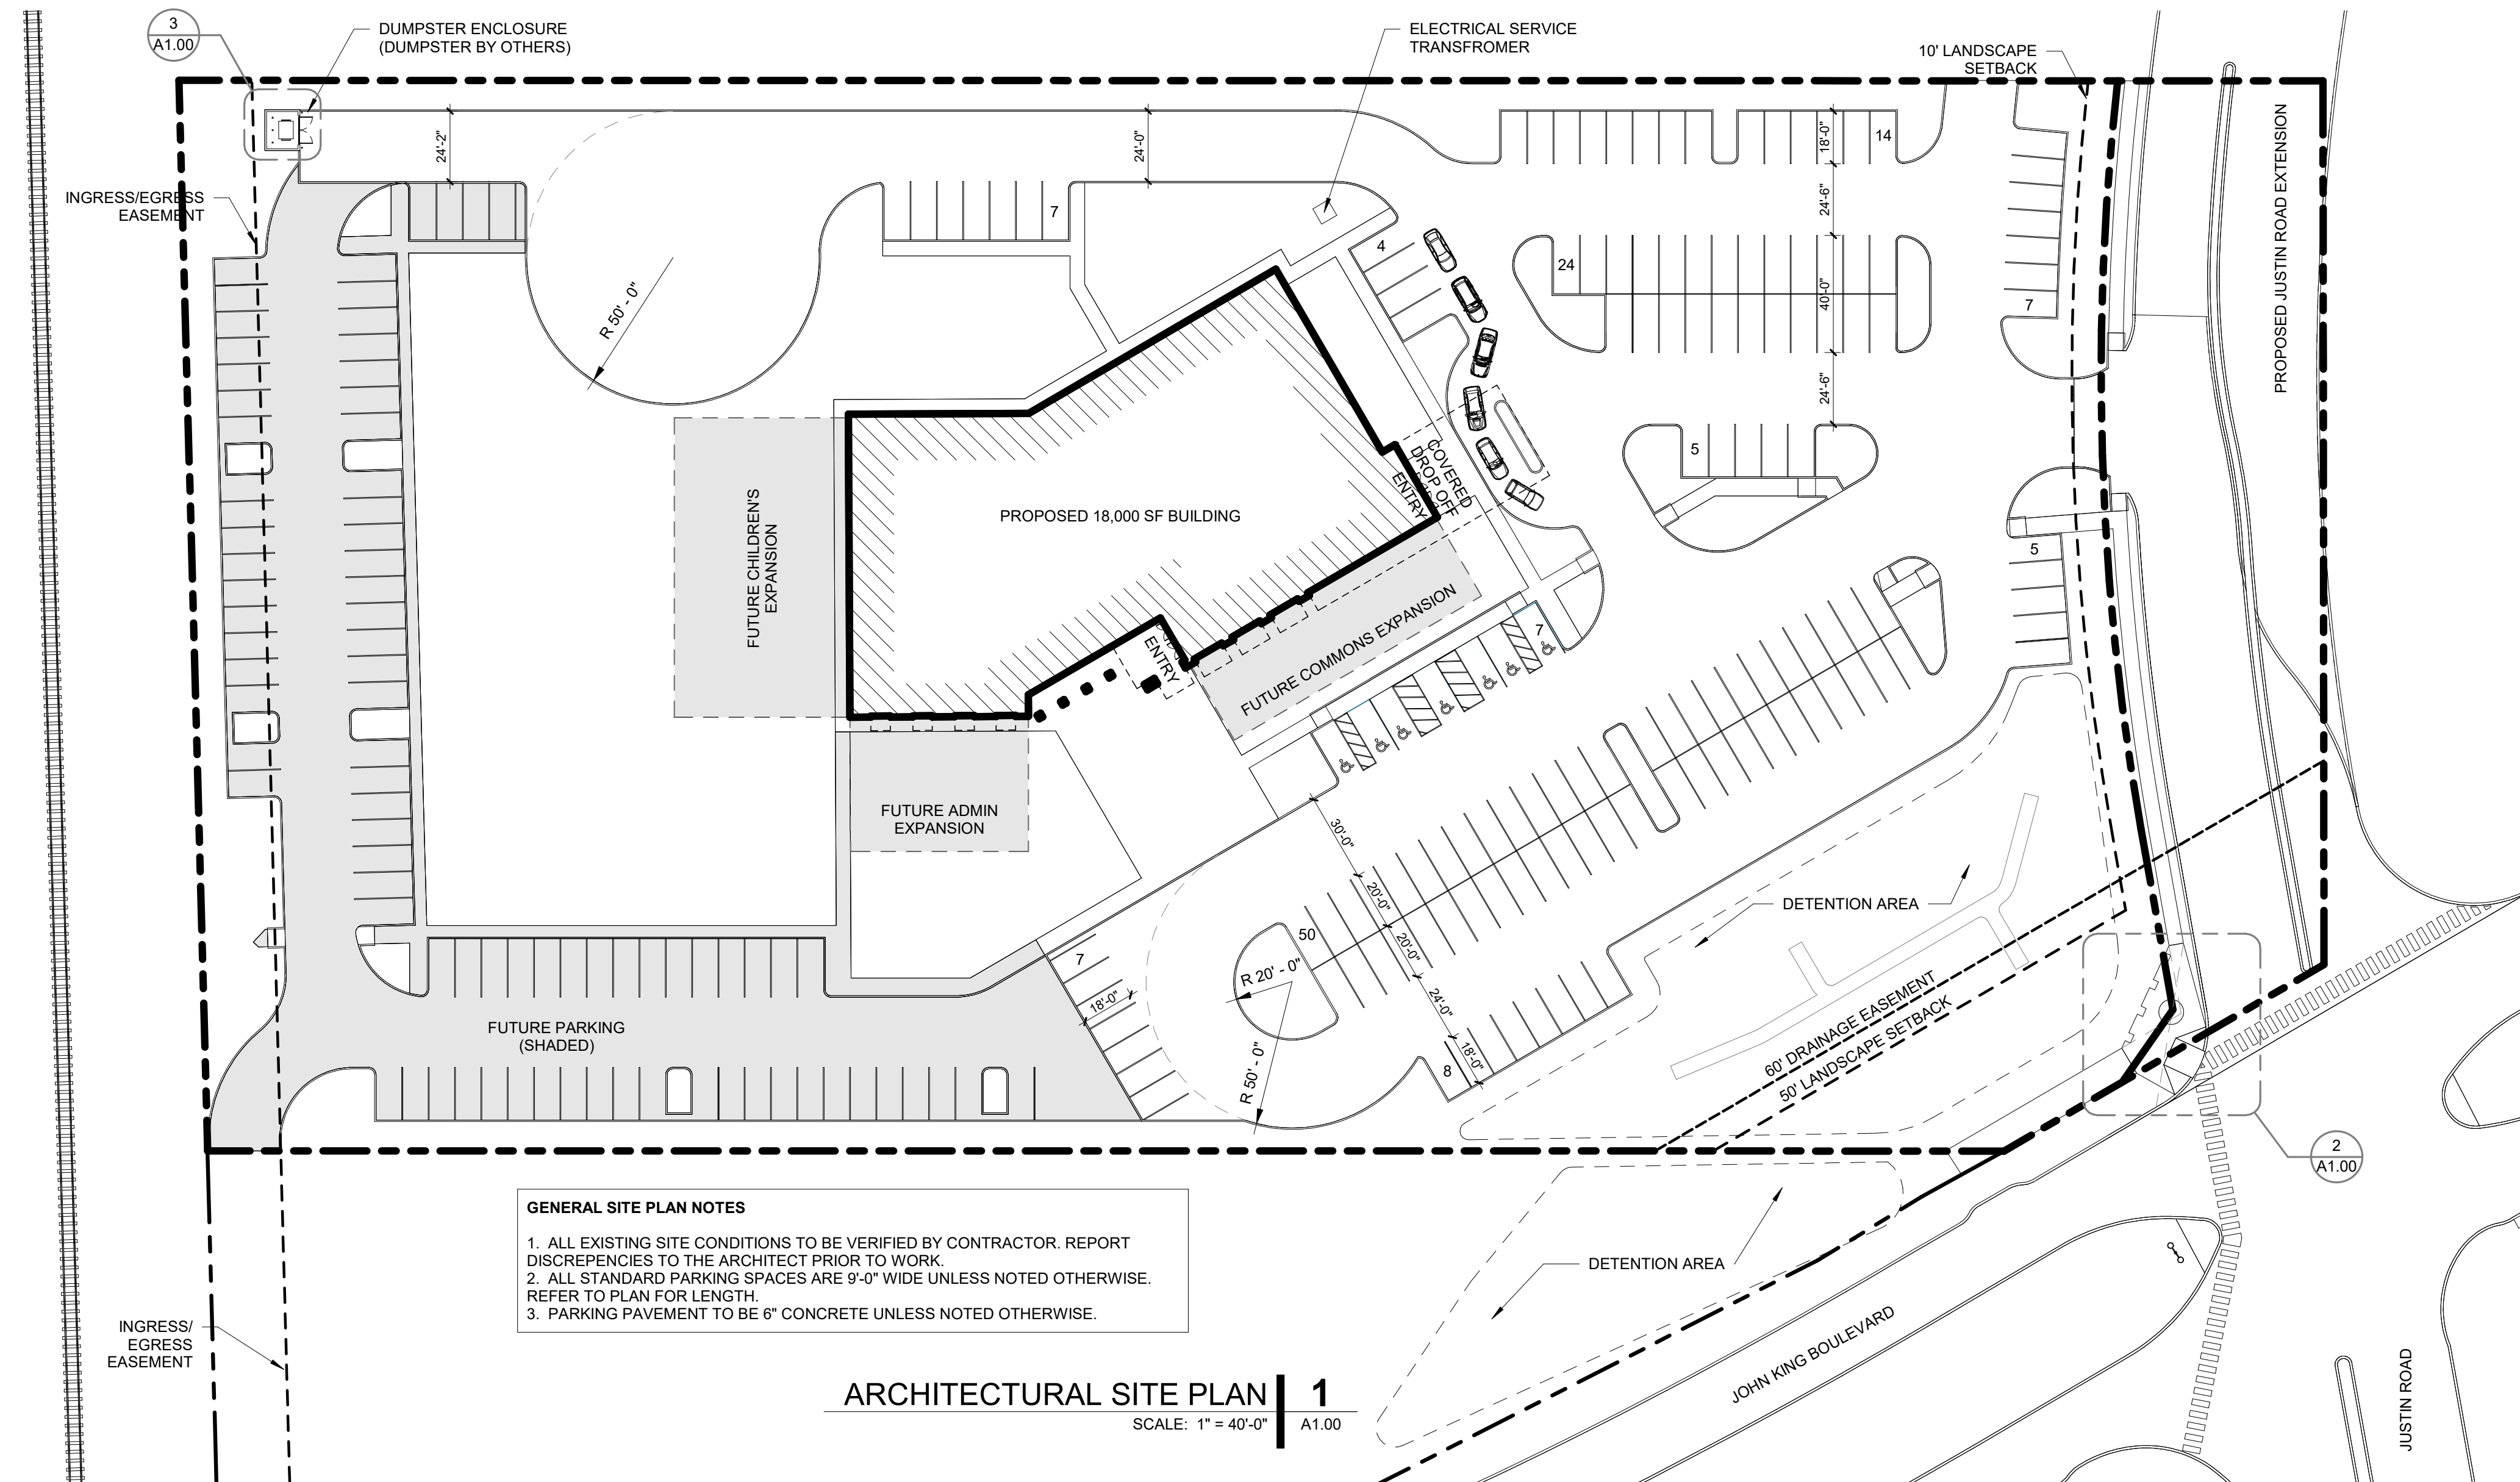 3
A1.00
DUMPSTER ENCLOSURE
(DUMPSTER BY OTHERS)
ELECTRICAL SERVICE
TRANSFROMER
10' LANDSCAPE
SETBACK
INGRESS/EGRESS
EASEMENT
24'-2"
24'-0"
18'-0"
14
24'-6"
40'-0"
24'-6"
PROPOSED JUSTIN ROAD EXTENSION
7
4
24
7
R 50' - 0"
5
5
COVERED
DROP OFF
ENTRY
PROPOSED 18,000 SF BUILDING
FUTURE CHILDREN'S
EXPANSION
ENTRY
FUTURE COMMONS EXPANSION
7
FUTURE ADMIN
EXPANSION
30'-0"
20'-0"
20'-0"
24'-0"
18'-0"
50
R 20' - 0"
R 50' - 0"
8
7
18'-0"
DETENTION AREA
60' DRAINAGE EASEMENT
50' LANDSCAPE SETBACK
FUTURE PARKING
(SHADED)
2
A1.00
GENERAL SITE PLAN NOTES
1. ALL EXISTING SITE CONDITIONS TO BE VERIFIED BY CONTRACTOR. REPORT
DISCREPENCIES TO THE ARCHITECT PRIOR TO WORK.
2. ALL STANDARD PARKING SPACES ARE 9'-0" WIDE UNLESS NOTED OTHERWISE.
REFER TO PLAN FOR LENGTH.
3. PARKING PAVEMENT TO BE 6" CONCRETE UNLESS NOTED OTHERWISE.
DETENTION AREA
INGRESS/
EGRESS
EASEMENT
JOHN KING BOULEVARD
JUSTIN ROAD
ARCHITECTURAL SITE PLAN
1
SCALE: 1" = 40'-0"
A1.00